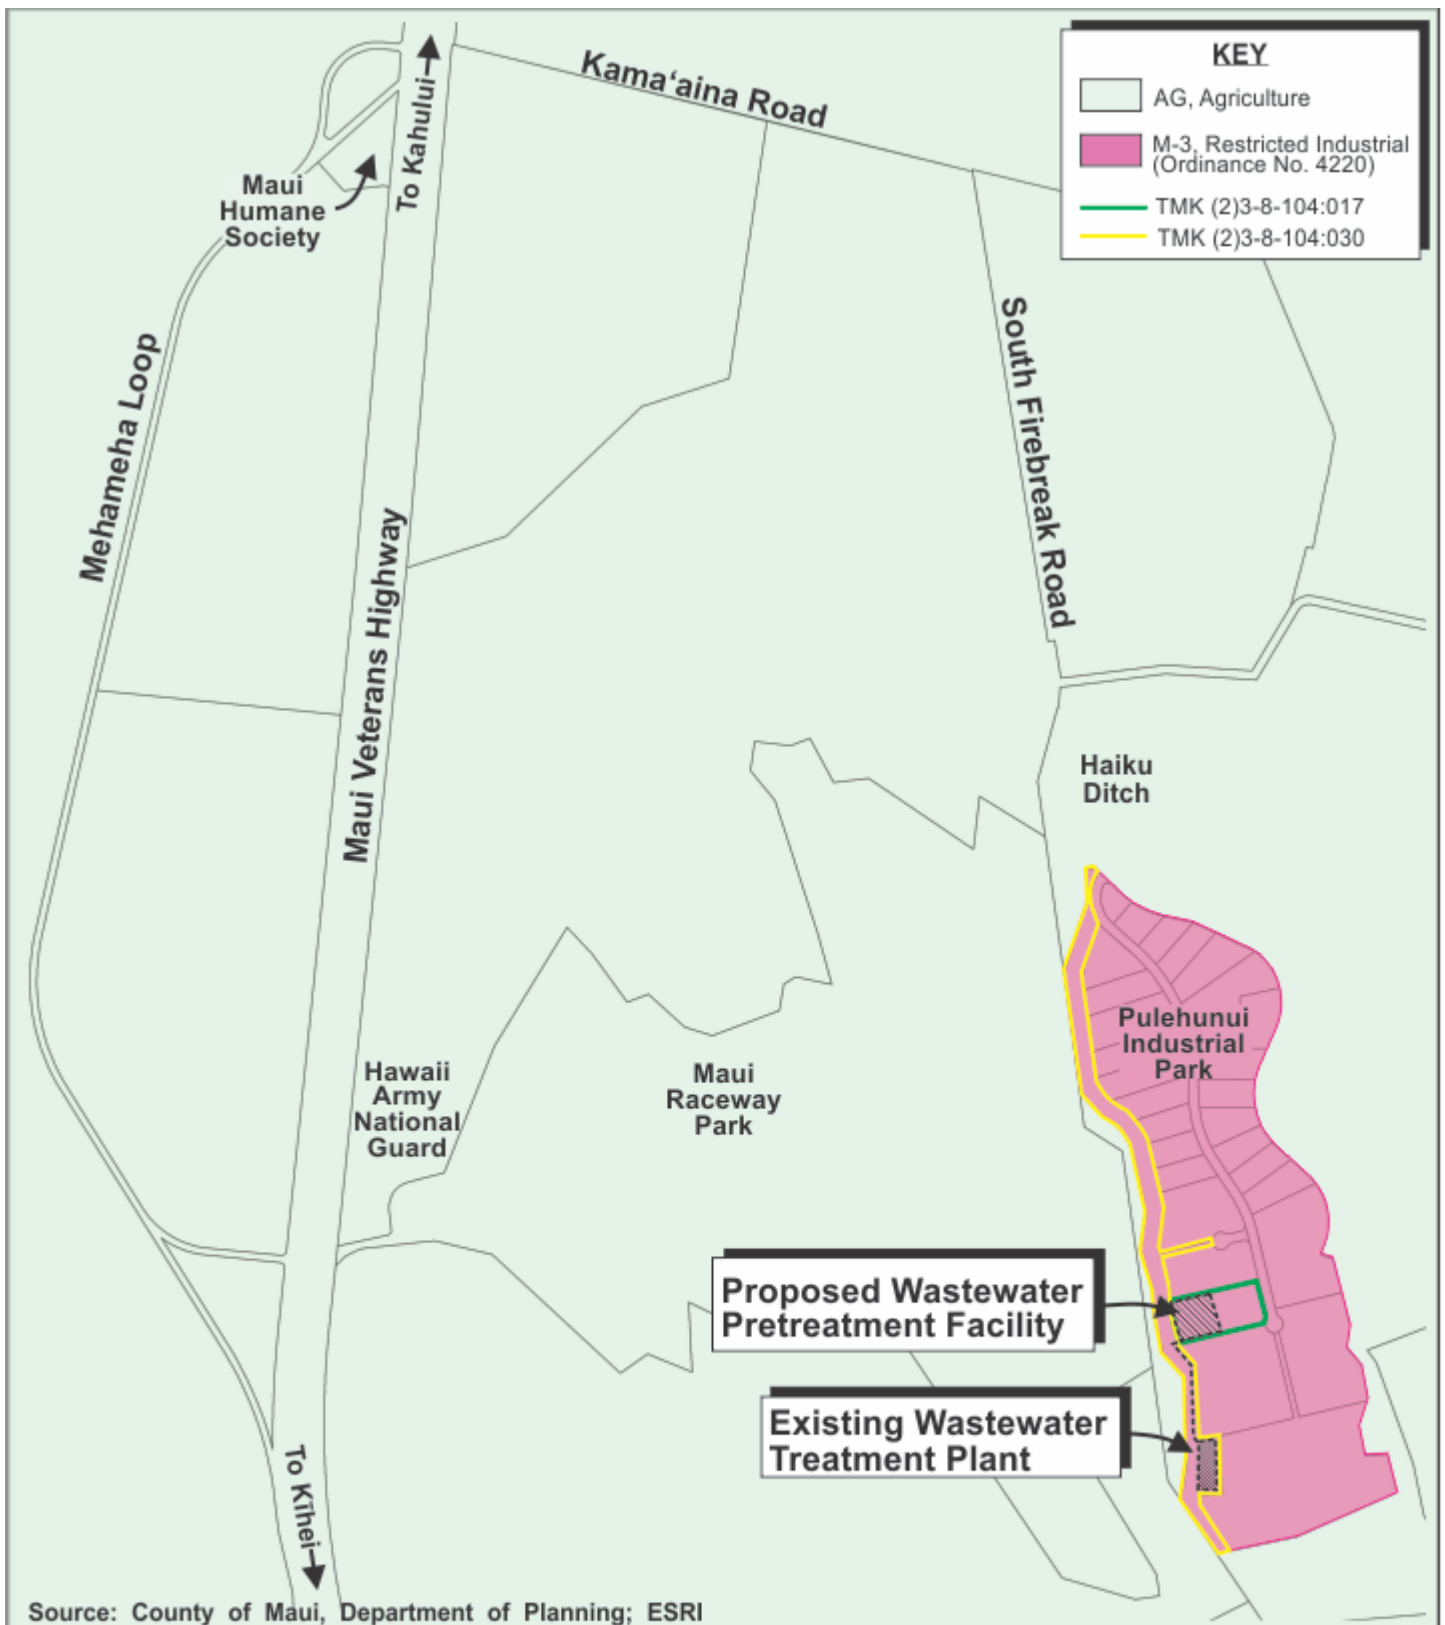 KEY
AG, Agriculture
M-3, Restricted Industrial
(Ordinance No. 4220)
TMK (2)3-8-104:017
TMK (2)3-8-104:030
Kama‘aina Road
To Kahului
Maui
Humane
Society
Mehameha Loop
South Firebreak Road
Maui Veterans Highway
Haiku
Ditch
Pulehunui
Industrial
Park
Hawaii
Army
National
Guard
Maui
Raceway
Park
Proposed Wastewater
Pretreatment Facility
Existing Wastewater
Treatment Plant
To Kīhei
Source: County of Maui, Department of Planning; ESRI